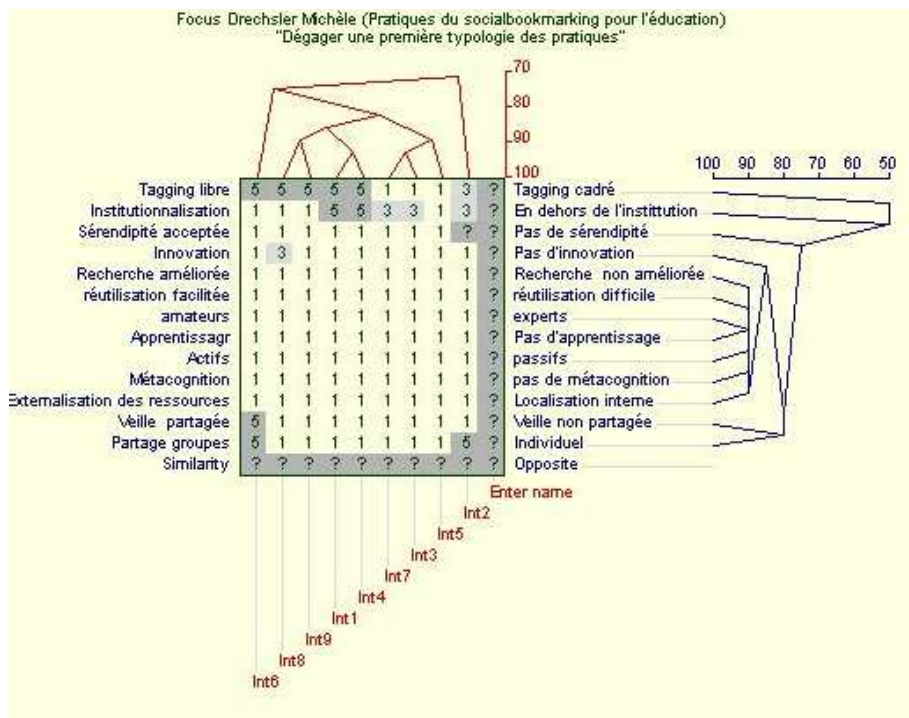 Focus Drechsler Michèle (Pratiques du socialbookmarking pour l'éducation)
"Dégager une première typologie des pratiques"
70
80
90
100
100 90 80 70 60 50
Tagging libre 5 5 5 5 5 1 1 1 3 ? Tagging cadré
Institutionnalisation 1 1 1 5 5 3 3 1 3 ? En dehors de l'instittution
Sérendipité acceptée 1 1 1 1 1 1 1 1 ? ? Pas de sérendipité
Innovation 1 3 1 1 1 1 1 1 1 ? Pas d'innovation
Recherche améliorée 1 1 1 1 1 1 1 1 1 ? Recherche non améliorée
réutilisation facilitée 1 1 1 1 1 1 1 1 1 ? réutilisation difficile
amateurs 1 1 1 1 1 1 1 1 1 ? experts
Apprentissagr 1 1 1 1 1 1 1 1 1 ? Pas d'apprentissage
Actifs 1 1 1 1 1 1 1 1 1 ? passifs
Métacognition 1 1 1 1 1 1 1 1 1 ? pas de métacognition
Externalisation des ressources 1 1 1 1 1 1 1 1 1 ? Localisation interne
Veille partagée 5 1 1 1 1 1 1 1 1 ? Veille non partagée
Partage groupes 5 1 1 1 1 1 1 1 5 ? Individuel
Similarity ? ? ? ? ? ? ? ? ? ? Opposite
Enter name
Int2
Int5
Int3
Int7
Int4
Int1
Int9
Int8
Int6